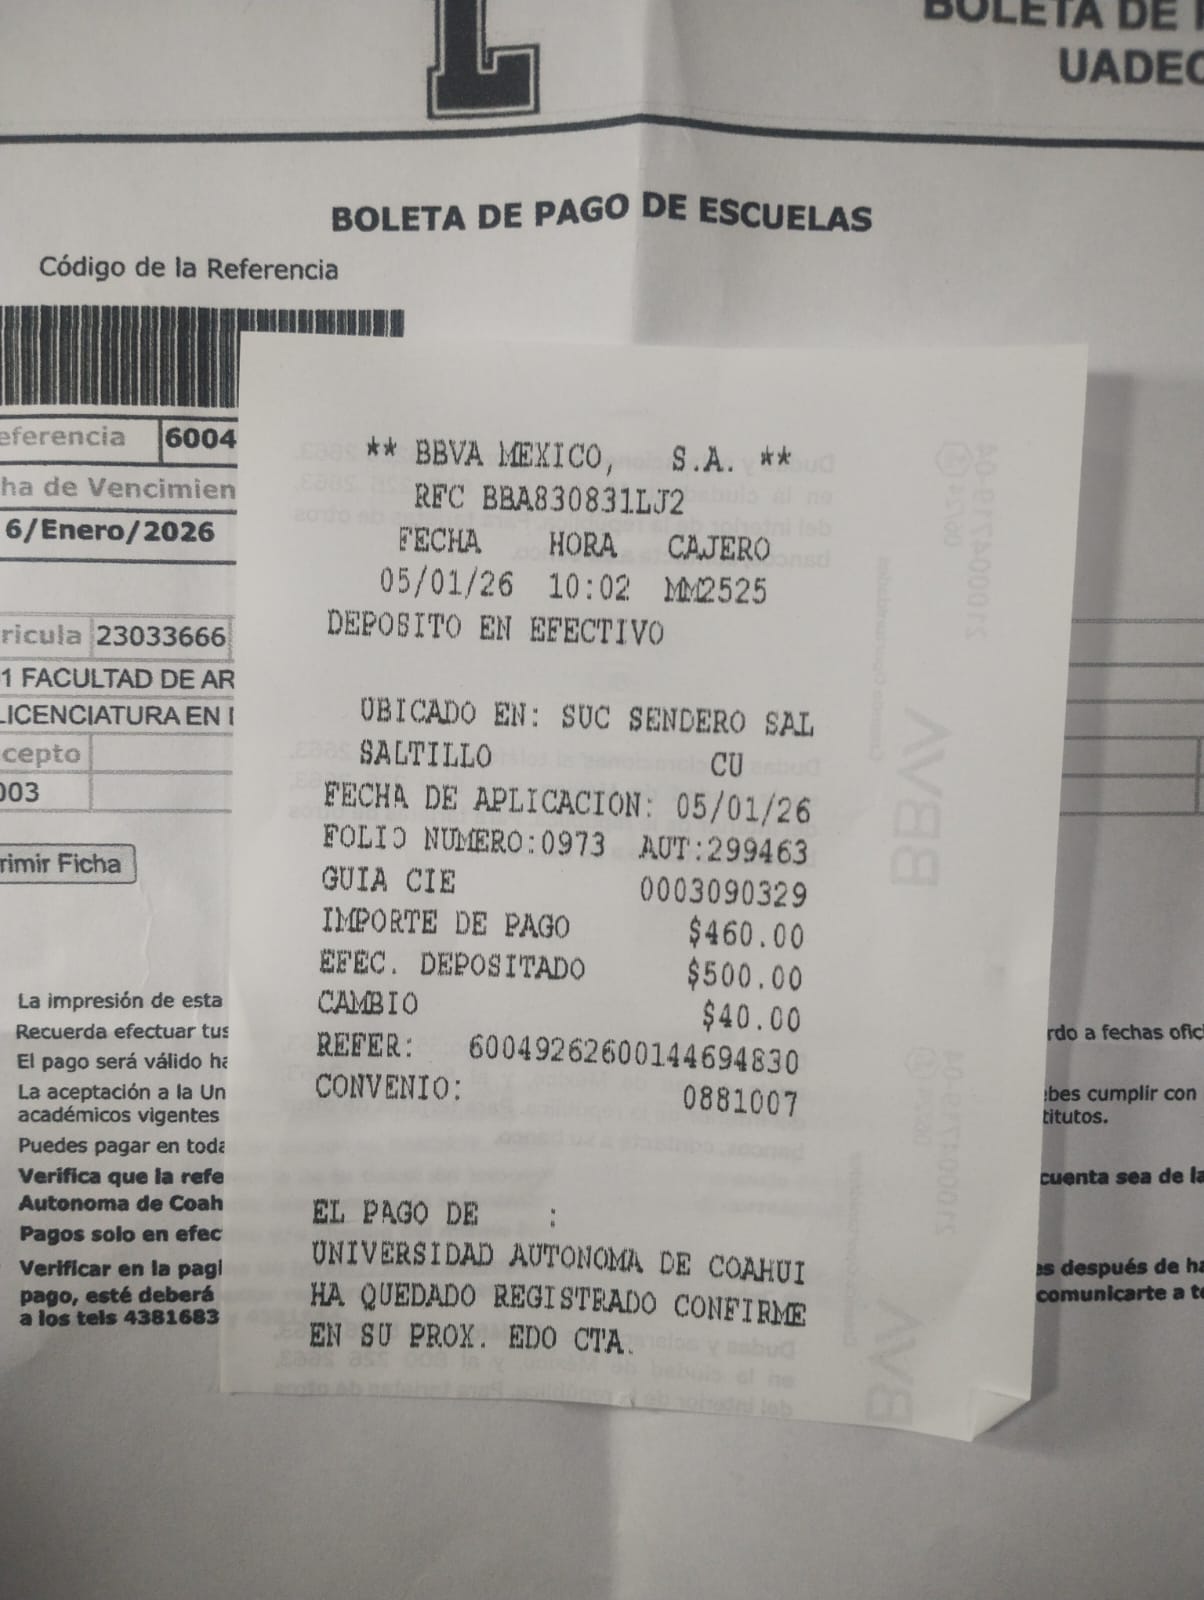 BOLETA DE
UADEC
BOLETA DE PAGO DE ESCUELAS
Código de la Referencia
eferencia 6004
ha de Vencimien
6/Enero/2026
ricula 23033666
1 FACULTAD DE AR
LICENCIATURA EN
cepto
003
rimir Ficha
** BBVA MEXICO, S.A. **
RFC BBA830831LJ2
FECHA HORA CAJERO
05/01/26 10:02 MM2525
DEPOSITO EN EFECTIVO
UBICADO EN: SUC SENDERO SAL
SALTILLO CU
FECHA DE APLICACION: 05/01/26
FOLIO NUMERO:0973 AUT:299463
GUIA CIE 0003090329
IMPORTE DE PAGO $460.00
EFEC. DEPOSITADO $500.00
CAMBIO $40.00
REFER: 60049262600144694830
CONVENIO: 0881007
EL PAGO DE :
UNIVERSIDAD AUTONOMA DE COAHUI
HA QUEDADO REGISTRADO CONFIRME
EN SU PROX. EDO CTA.
La impresión de esta
Recuerda efectuar tus rdo a fechas ofici
El pago será válido ha
La aceptación a la Un ebes cumplir con
académicos vigentes titutos.
Puedes pagar en toda
Verifica que la refe cuenta sea de la
Autonoma de Coah
Pagos solo en efec
Verificar en la pagi es después de ha
pago, esté deberá comunicarte a te
a los tels 4381683
BBVA
BBVA